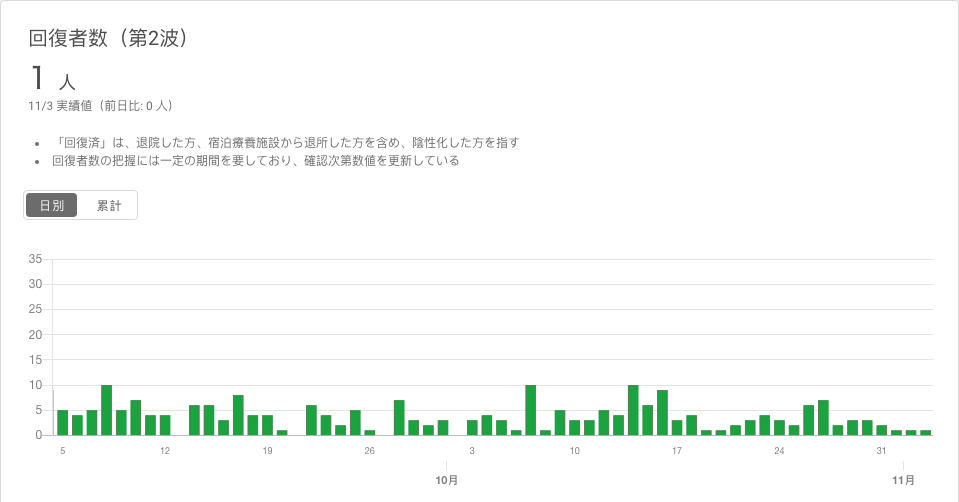 回復者数（第2波）
1 人
11/3 実績値（前日比: 0 人）
• 「回復済」は、退院した方、宿泊療養施設から退所した方を含め、陰性化した方を指す
• 回復者数の把握には一定の期間を要しており、確認次第数値を更新している
日別 累計
35
30
25
20
15
10
5
0
5 12 19 26 3 10 17 24 31
10月 11月